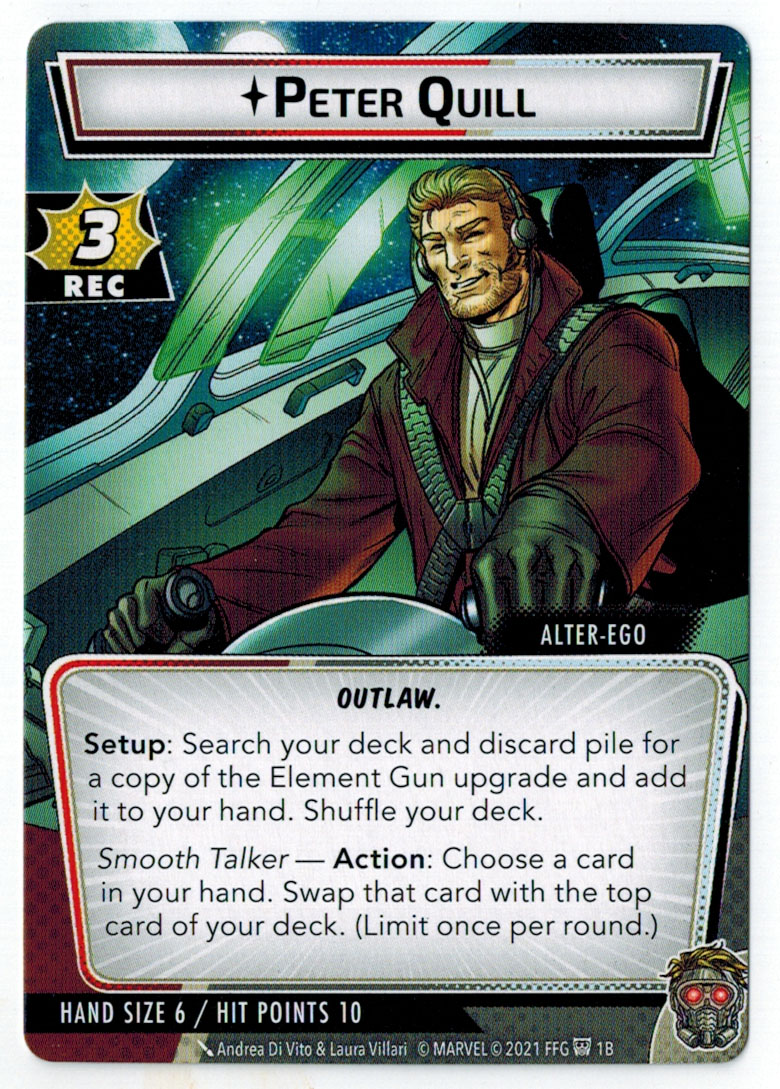 PETER QUILL
3
REC
ALTER-EGO
OUTLAW.
Setup: Search your deck and discard pile for
a copy of the Element Gun upgrade and add
it to your hand. Shuffle your deck.
Smooth Talker — Action: Choose a card
in your hand. Swap that card with the top
card of your deck. (Limit once per round.)
HAND SIZE 6 / HIT POINTS 10
Andrea Di Vito & Laura Villari © MARVEL © 2021 FFG 1B